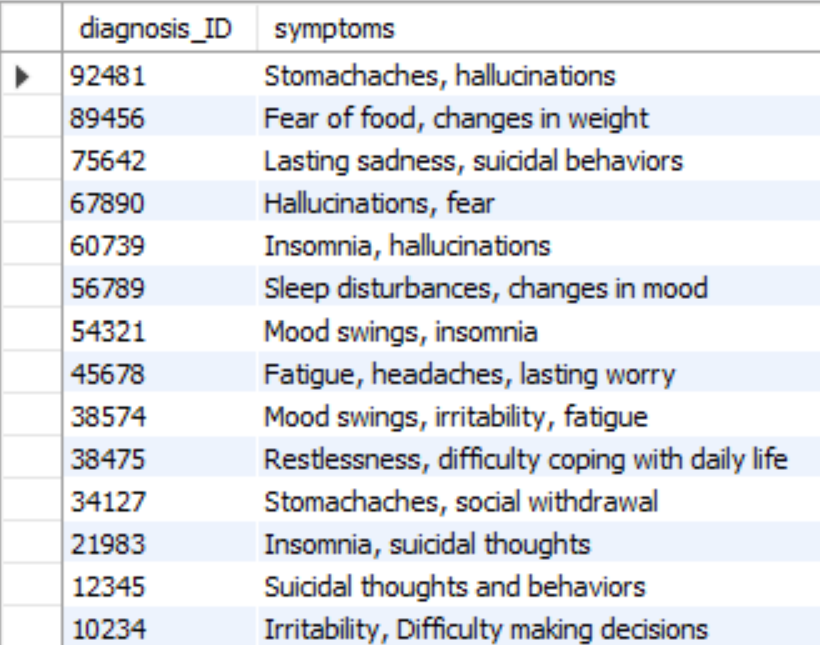 diagnosis_ID symptoms
92481 Stomachaches, hallucinations
89456 Fear of food, changes in weight
75642 Lasting sadness, suicidal behaviors
67890 Hallucinations, fear
60739 Insomnia, hallucinations
56789 Sleep disturbances, changes in mood
54321 Mood swings, insomnia
45678 Fatigue, headaches, lasting worry
38574 Mood swings, irritability, fatigue
38475 Restlessness, difficulty coping with daily life
34127 Stomachaches, social withdrawal
21983 Insomnia, suicidal thoughts
12345 Suicidal thoughts and behaviors
10234 Irritability, Difficulty making decisions